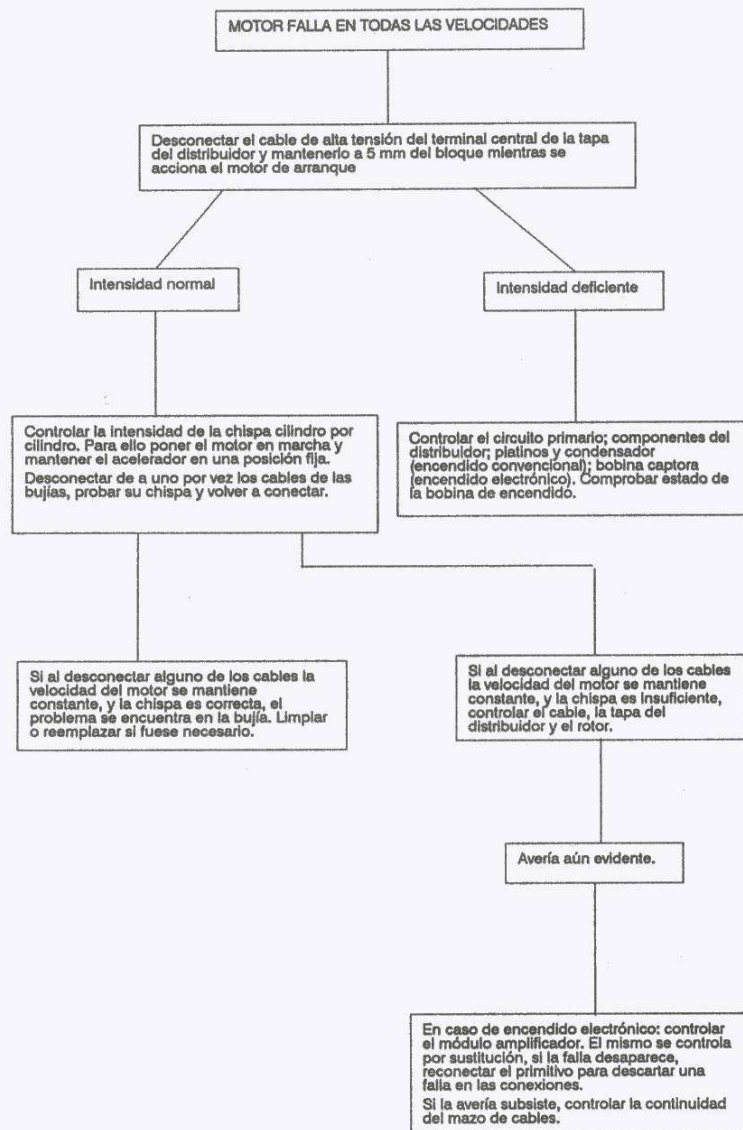 MOTOR FALLA EN TODAS LAS VELOCIDADES
Desconectar el cable de alta tensión del terminal central de la tapa
del distribuidor y mantenerlo a 5 mm del bloque mientras se
acciona el motor de arranque
Intensidad normal
Intensidad deficiente
Controlar la intensidad de la chispa cilindro por
cilindro. Para ello poner el motor en marcha y
mantener el acelerador en una posición fija.
Desconectar de a uno por vez los cables de las
bujías, probar su chispa y volver a conectar.
Controlar el circuito primario; componentes del
distribuidor; platinos y condensador
(encendido convencional); bobina captora
(encendido electrónico). Comprobar estado de
la bobina de encendido.
Si al desconectar alguno de los cables la
velocidad del motor se mantiene
constante, y la chispa es correcta, el
problema se encuentra en la bujía. Limpiar
o reemplazar si fuese necesario.
Si al desconectar alguno de los cables
la velocidad del motor se mantiene
constante, y la chispa es insuficiente,
controlar el cable, la tapa del
distribuidor y el rotor.
Avería aún evidente.
En caso de encendido electrónico: controlar
el módulo amplificador. El mismo se controla
por sustitución, si la falla desaparece,
reconectar el primitivo para descartar una
falla en las conexiones.
Si la avería subsiste, controlar la continuidad
del mazo de cables.